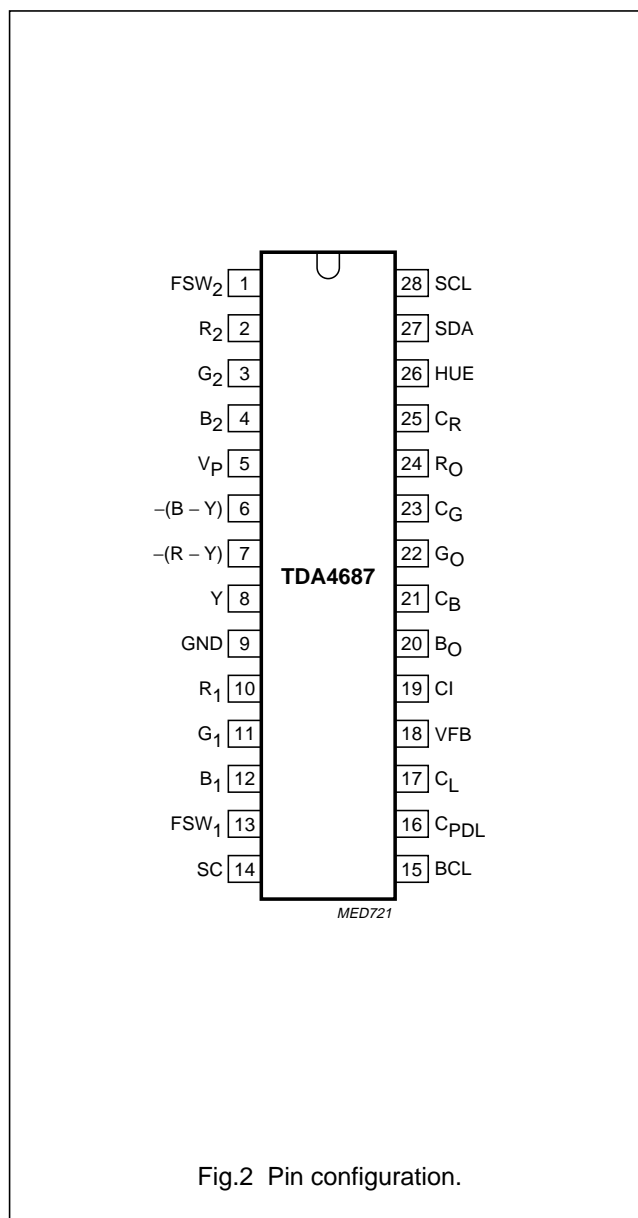 FSW2 1 28 SCL
R2 2 27 SDA
G2 3 26 HUE
B2 4 25 CR
VP 5 24 RO
−(B − Y) 6 23 CG
−(R − Y) 7 22 GO
TDA4687
Y 8 21 CB
GND 9 20 BO
R1 10 19 CI
G1 11 18 VFB
B1 12 17 CL
FSW1 13 16 CPDL
SC 14 15 BCL
MED721
Fig.2 Pin configuration.